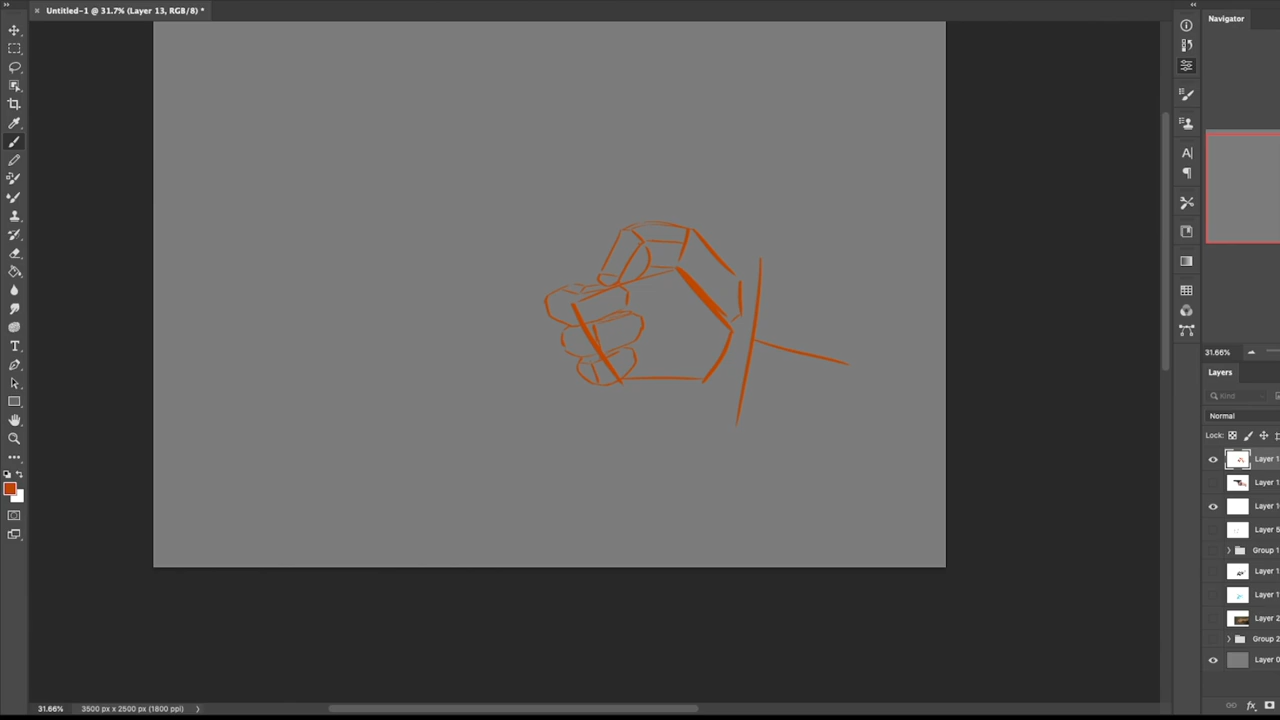 Untitled-1 @ 31.7% (Layer 13, RGB/8) *
Navigator
31.66%
Layers
Kind
Normal
Lock:
Layer 1
Layer 1
Layer 1
Layer 5
Group 1
Layer 1
Layer 1
Layer 2
Group 2
Layer 0
fx
31.66%
3500 px x 2500 px (1800 ppi)